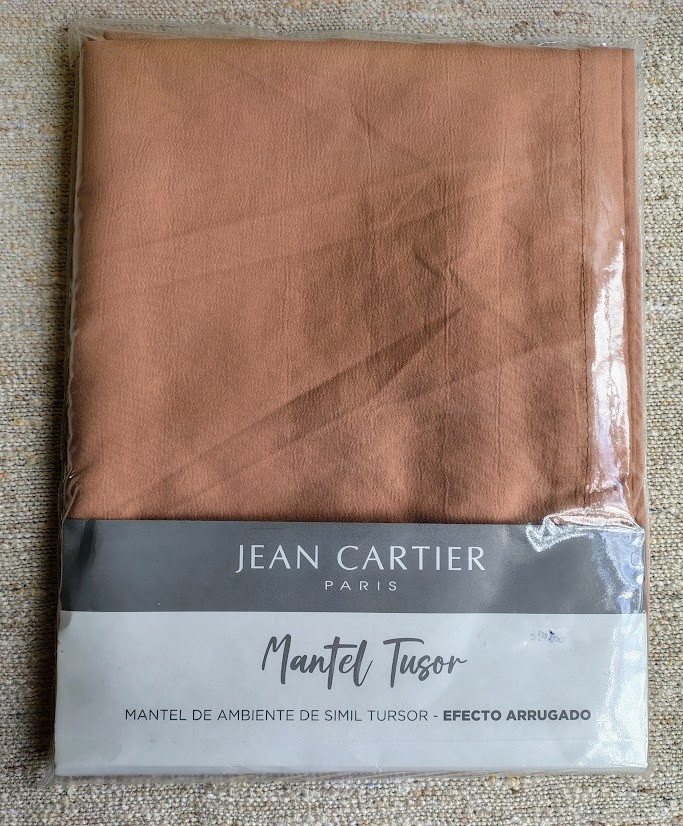 JEAN CARTIER
PARIS
Mantel Tusor
MANTEL DE AMBIENTE DE SIMIL TURSOR - EFECTO ARRUGADO